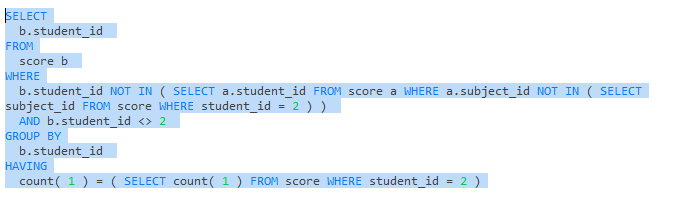 SELECT
b.student_id
FROM
score b
WHERE
b.student_id NOT IN ( SELECT a.student_id FROM score a WHERE a.subject_id NOT IN ( SELECT
subject_id FROM score WHERE student_id = 2 ) )
AND b.student_id <> 2
GROUP BY
b.student_id
HAVING
count( 1 ) = ( SELECT count( 1 ) FROM score WHERE student_id = 2 )